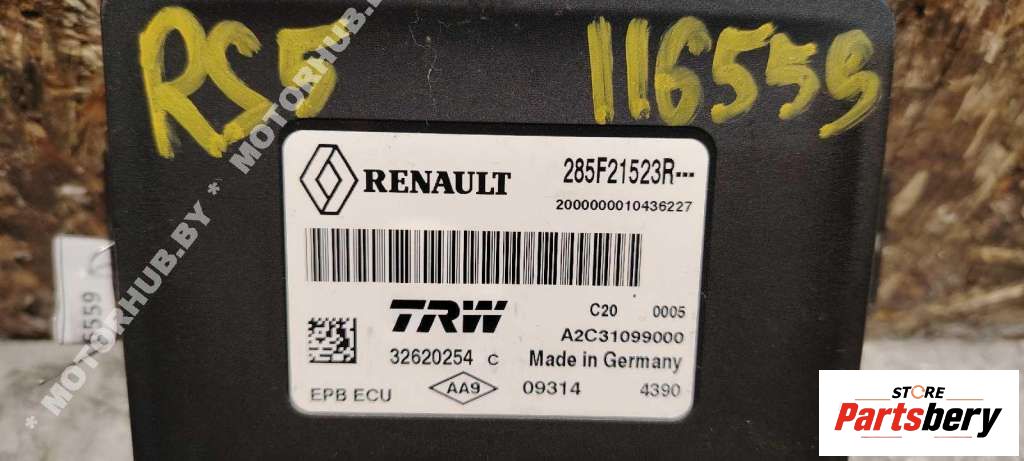 RS5 116559
RENAULT 285F21523R---
2000000010436227
TRW
C20 0005
A2C31099000
32620254 C Made in Germany
EPB ECU AA9 09314 4390
6559
* MOTORHUB.BY * MOTORHUB.BY
STORE
Partsbery